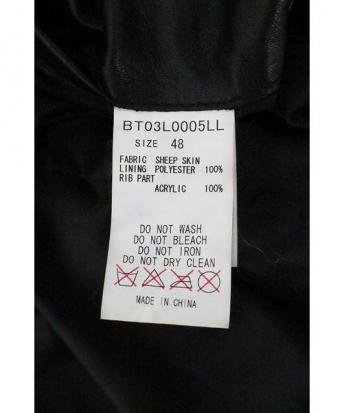 BT03L0005LL
SIZE 48
FABRIC SHEEP SKIN
LINING POLYESTER 100%
RIB PART
ACRYLIC 100%
DO NOT WASH
DO NOT BLEACH
DO NOT IRON
DO NOT DRY CLEAN
MADE IN CHINA